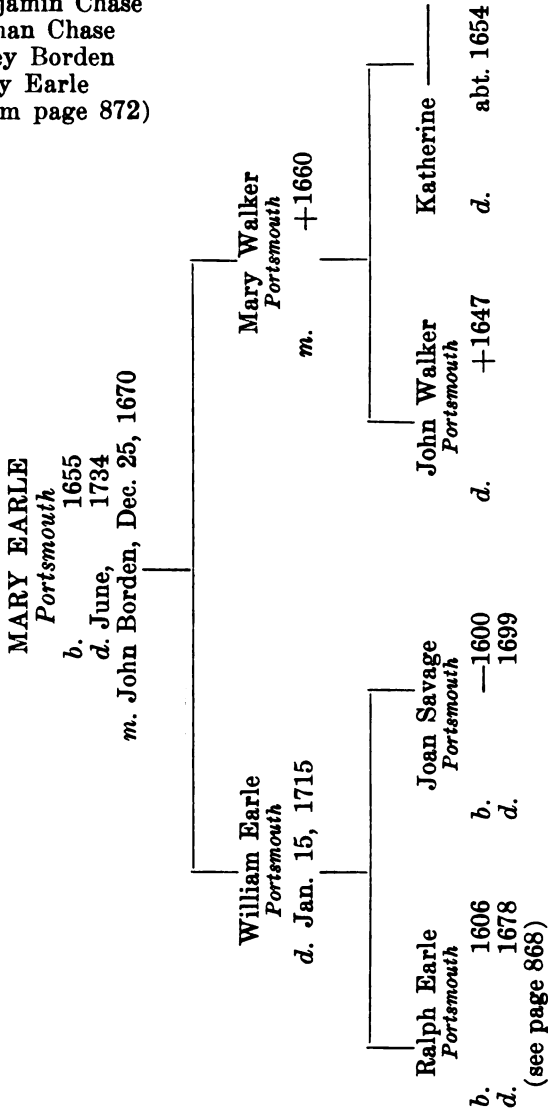 jamin Chase
han Chase
ey Borden
y Earle
m page 872)
MARY EARLE
Portsmouth
b. 1655
d. June, 1734
m. John Borden, Dec. 25, 1670
William Earle
Portsmouth
d. Jan. 15, 1715
Mary Walker
Portsmouth
m. +1660
Ralph Earle
Portsmouth
b. 1606
d. 1678
(see page 868)
Joan Savage
Portsmouth
b. —1600
d. 1699
John Walker
Portsmouth
d. +1647
Katherine ———
d. abt. 1654